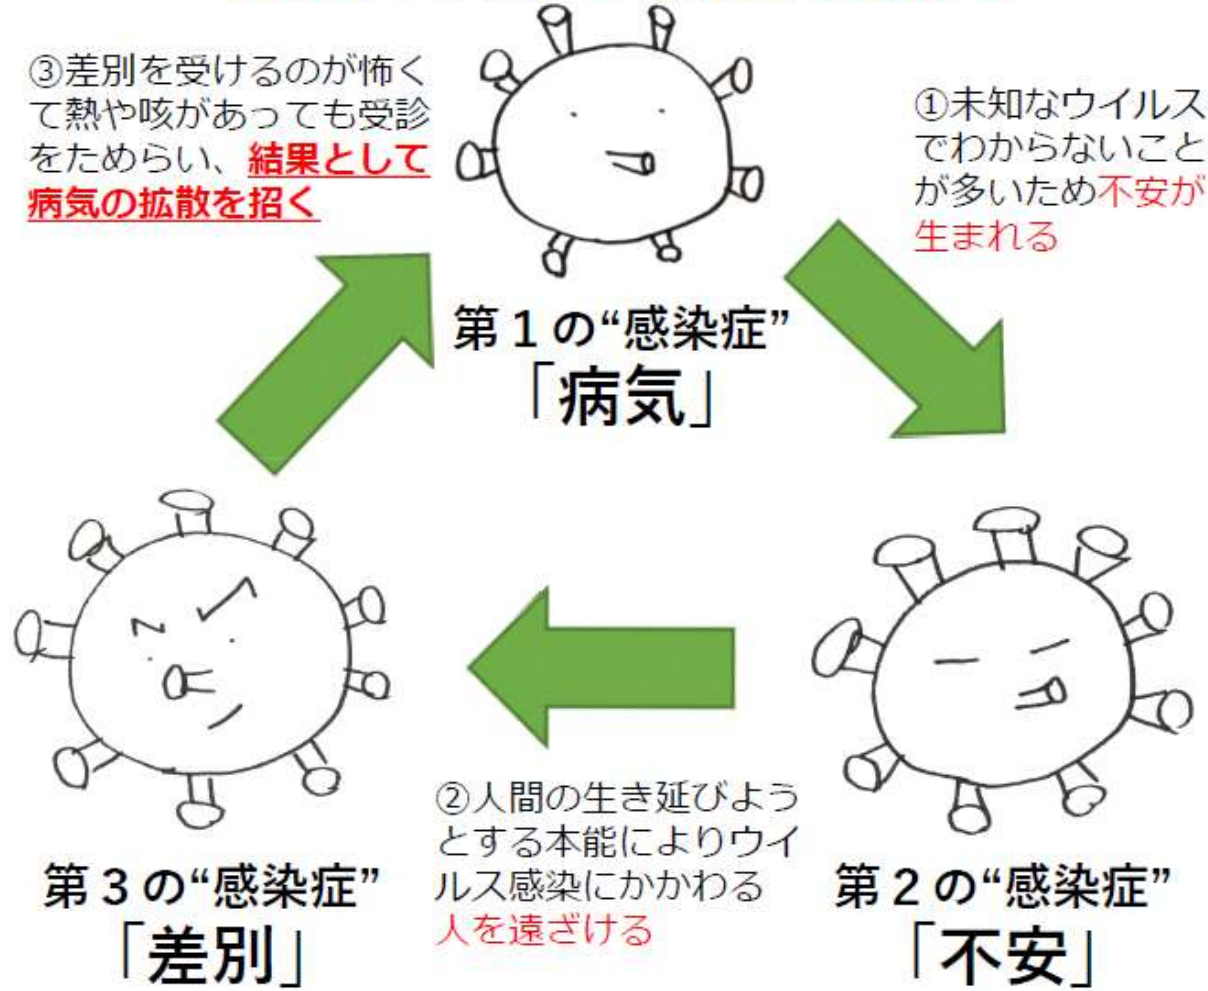 ③差別を受けるのが怖く
て熱や咳があっても受診
をためらい、結果として
病気の拡散を招く
①未知なウイルス
でわからないこと
が多いため不安が
生まれる
第1の“感染症”
「病気」
②人間の生き延びよう
とする本能によりウイ
ルス感染にかかわる
人を遠ざける
第3の“感染症”
「差別」
第2の“感染症”
「不安」